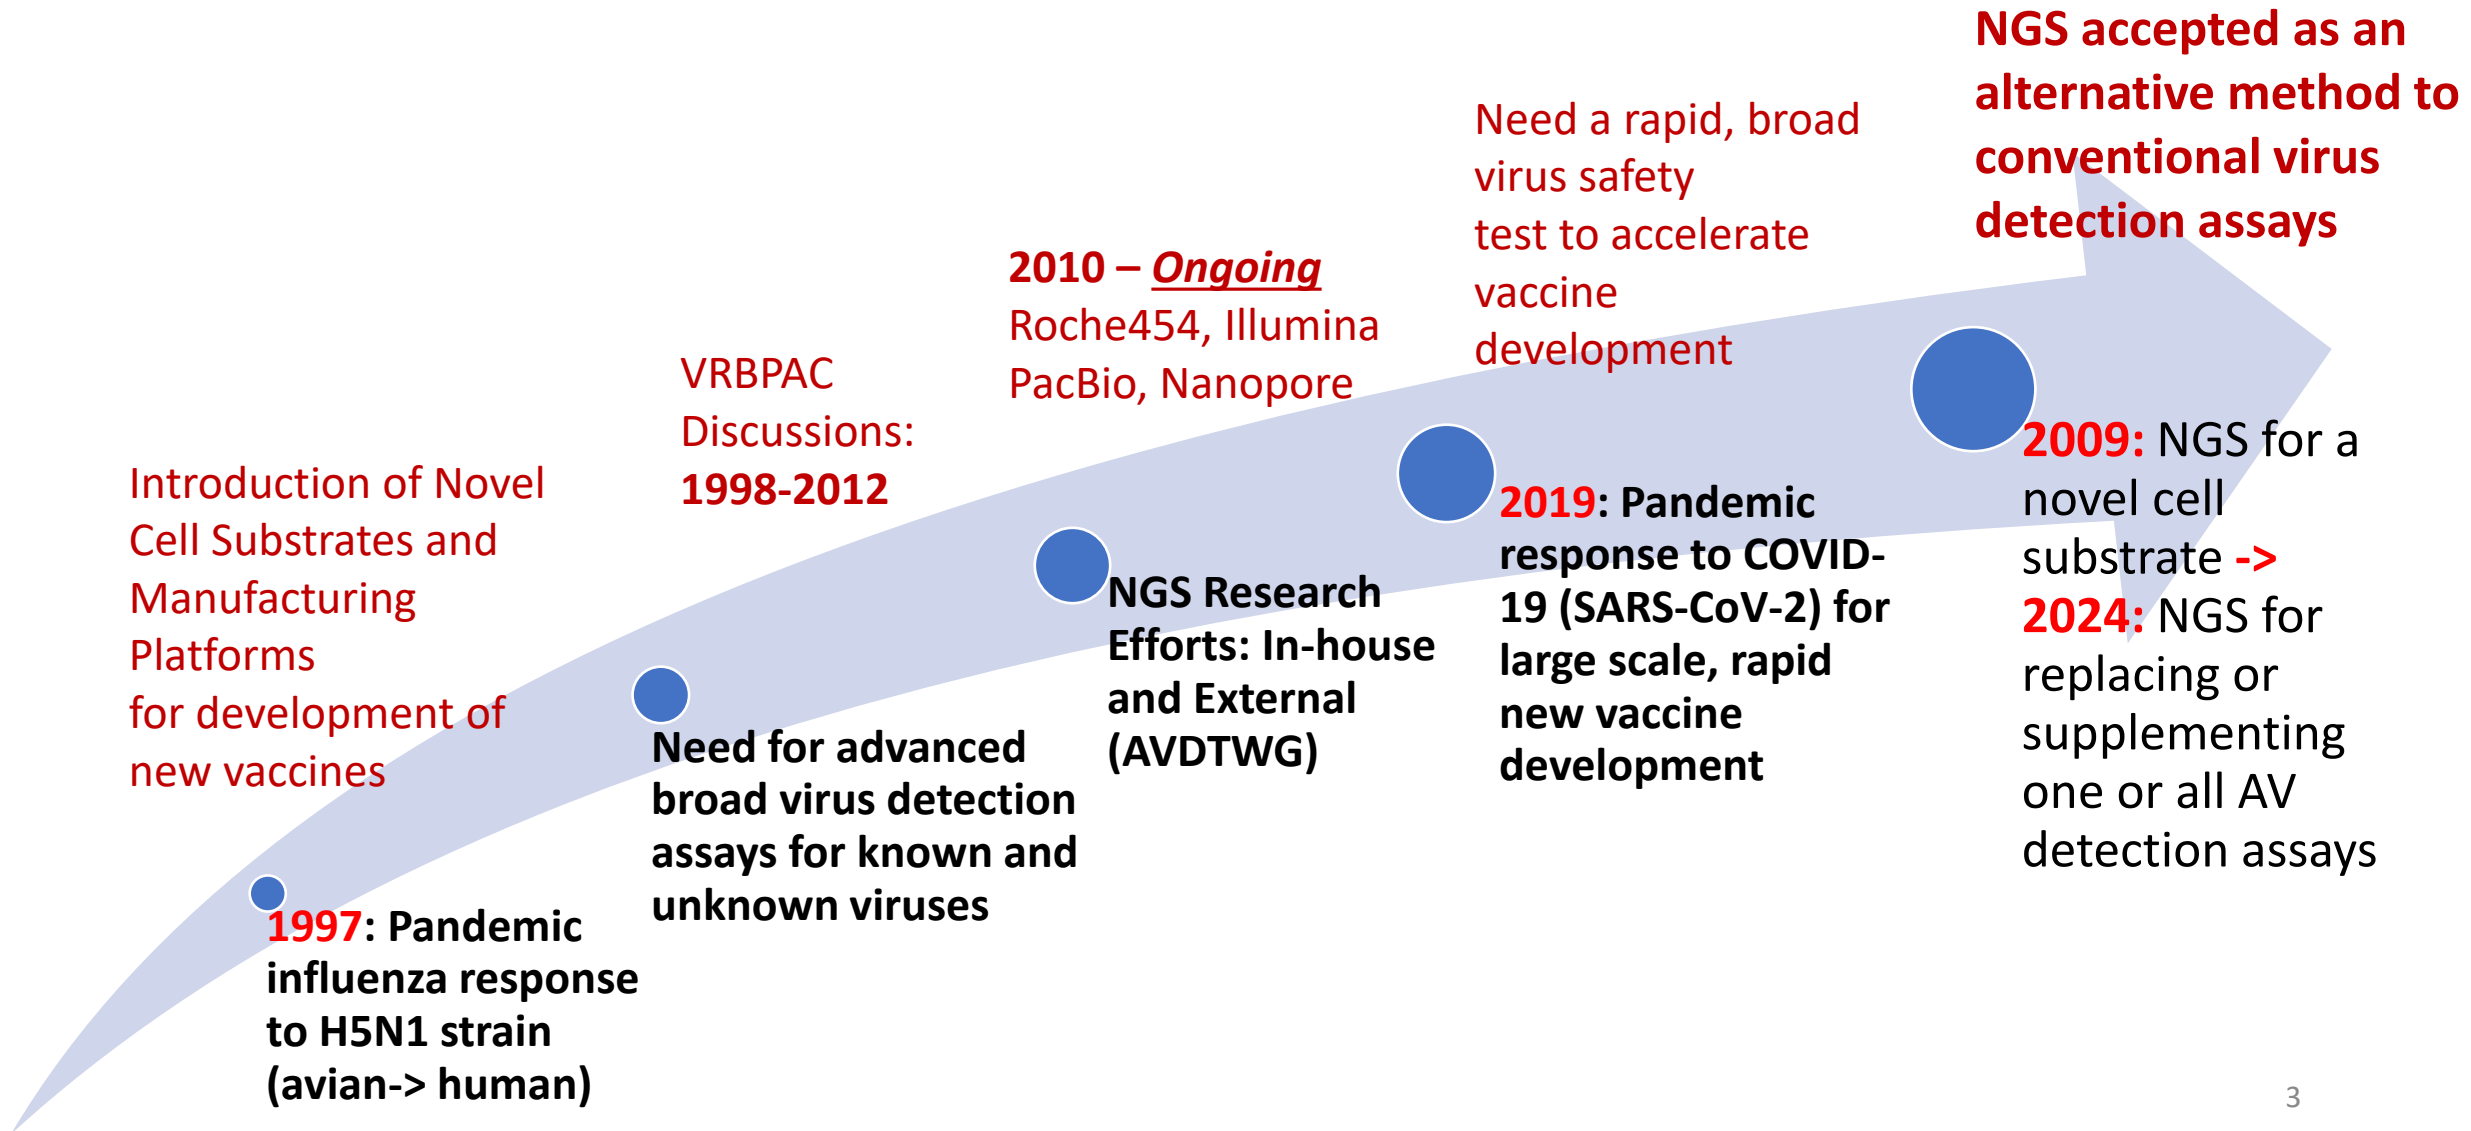 Introduction of Novel
Cell Substrates and
Manufacturing
Platforms
for development of
new vaccines
1997: Pandemic
influenza response
to H5N1 strain
(avian-> human)
VRBPAC
Discussions:
1998-2012
Need for advanced
broad virus detection
assays for known and
unknown viruses
2010 – Ongoing
Roche454, Illumina
PacBio, Nanopore
NGS Research
Efforts: In-house
and External
(AVDTWG)
Need a rapid, broad
virus safety
test to accelerate
vaccine
development
2019: Pandemic
response to COVID-
19 (SARS-CoV-2) for
large scale, rapid
new vaccine
development
NGS accepted as an
alternative method to
conventional virus
detection assays
2009: NGS for a
novel cell
substrate ->
2024: NGS for
replacing or
supplementing
one or all AV
detection assays
3